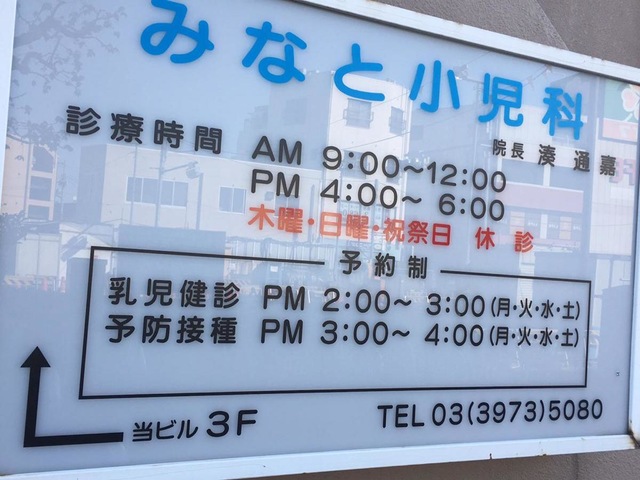 みなと小児科
院長 湊 通嘉
診療時間 AM 9:00～12:00
PM 4:00～ 6:00
木曜・日曜・祝祭日 休診
予約制
乳児健診 PM 2:00～ 3:00(月・火・水・土)
予防接種 PM 3:00～ 4:00(月・火・水・土)
当ビル 3F
TEL 03(3973)5080